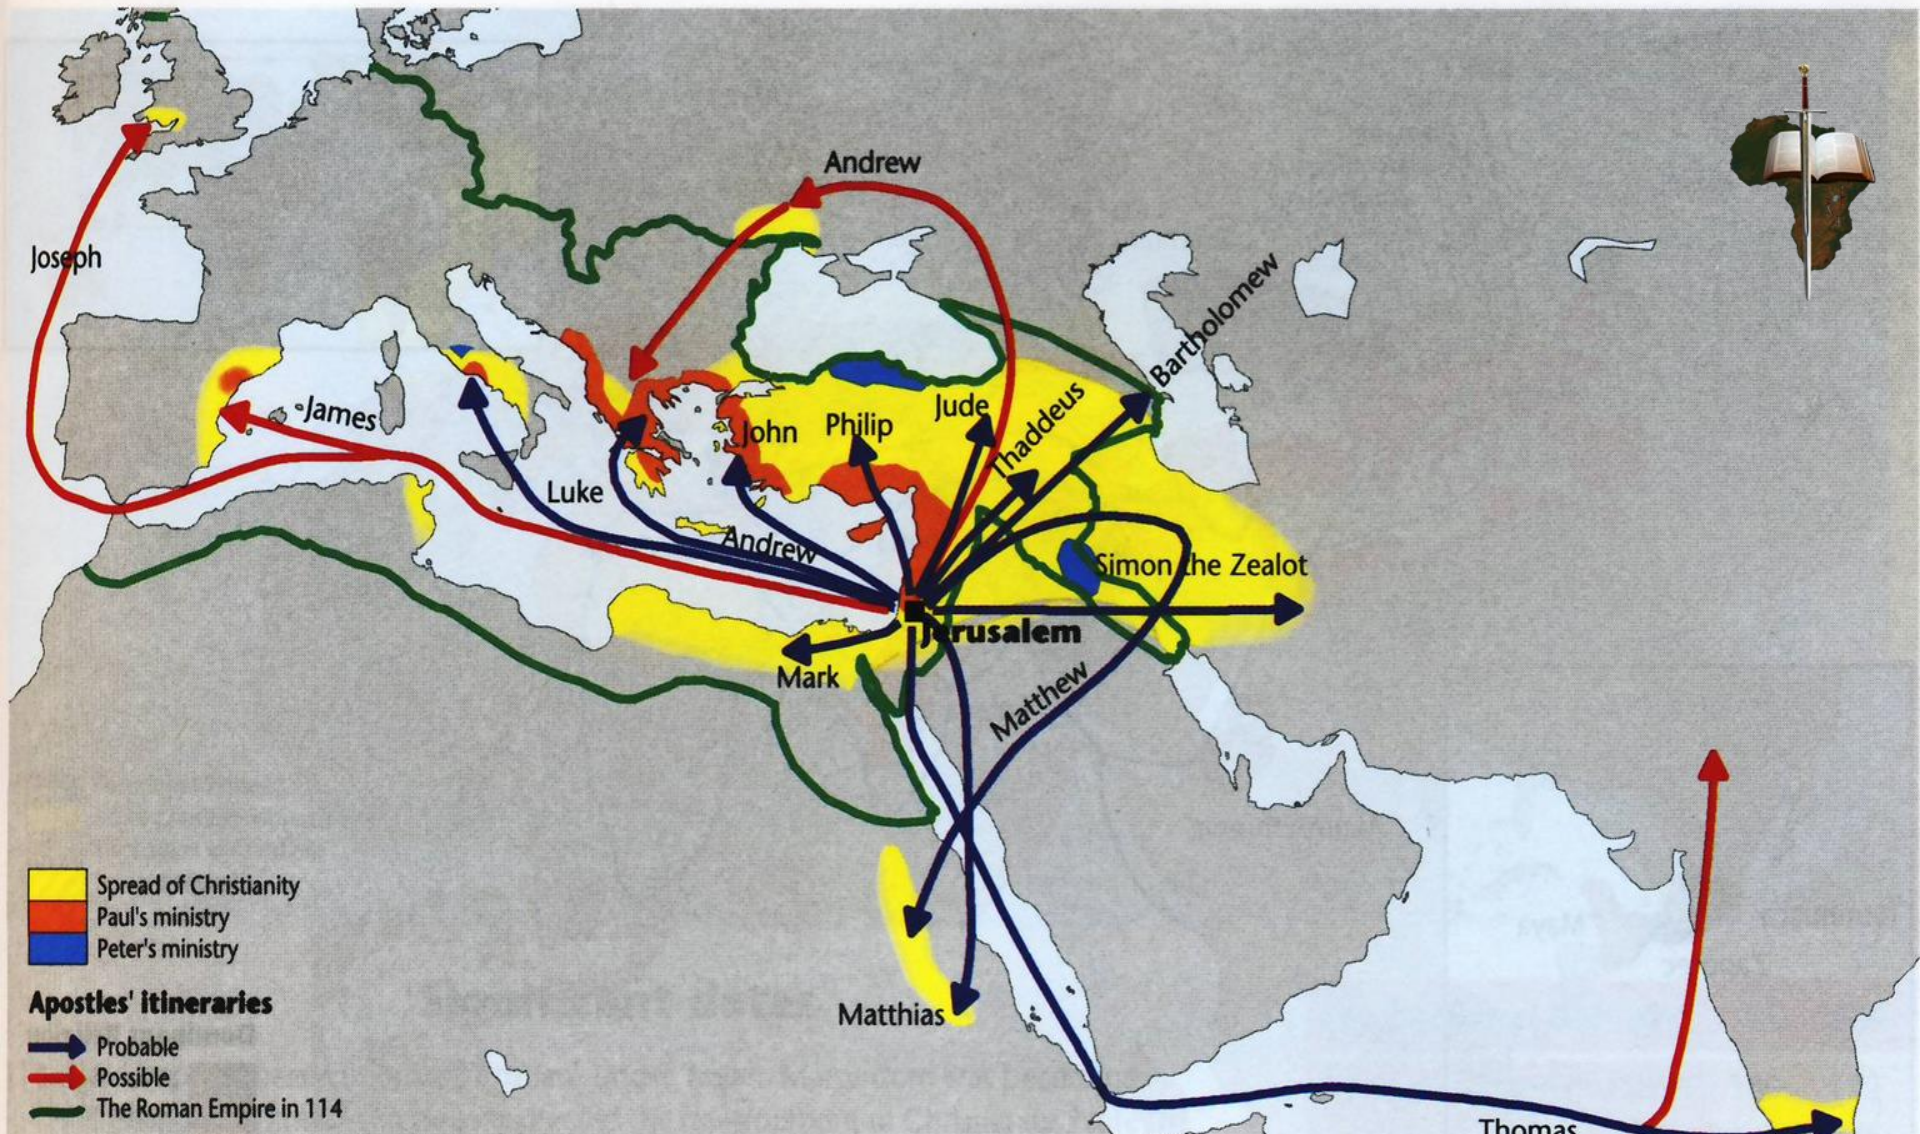 Andrew
Joseph
Bartholomew
James
John
Philip
Jude
Thaddeus
Luke
Andrew
Simon the Zealot
Jerusalem
Mark
Matthew
Matthias
Thomas
Spread of Christianity
Paul's ministry
Peter's ministry
Apostles' itineraries
Probable
Possible
The Roman Empire in 114